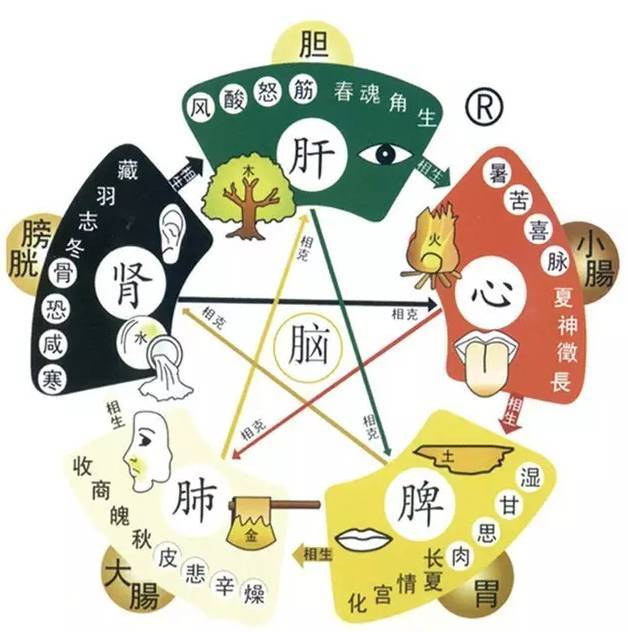 胆
风酸怒筋春魂角生
肝
木
相生
®
暑苦喜脉夏神徵長
心
火
小腸
相生
湿甘思肉长夏情宫化
脾
土
胃
相生
收商魄秋皮悲辛燥
肺
金
大腸
相生
藏羽志冬骨恐咸寒
肾
水
膀胱
相生
脑
相克
相克
相克
相克
相克